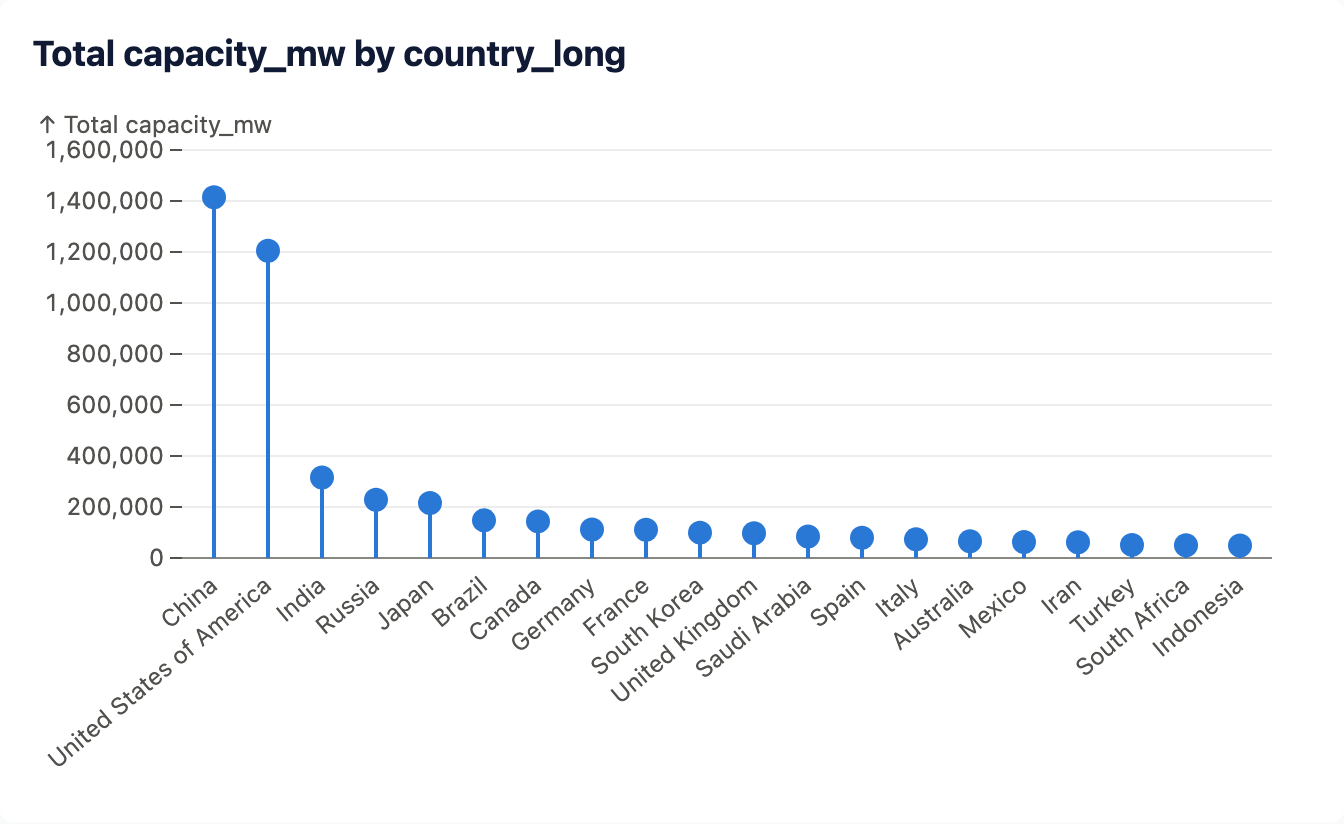 Total capacity_mw by country_long
↑ Total capacity_mw
1,600,000
1,400,000
1,200,000
1,000,000
800,000
600,000
400,000
200,000
0
China
United States of America
India
Russia
Japan
Brazil
Canada
Germany
France
South Korea
United Kingdom
Saudi Arabia
Spain
Italy
Australia
Mexico
Iran
Turkey
South Africa
Indonesia